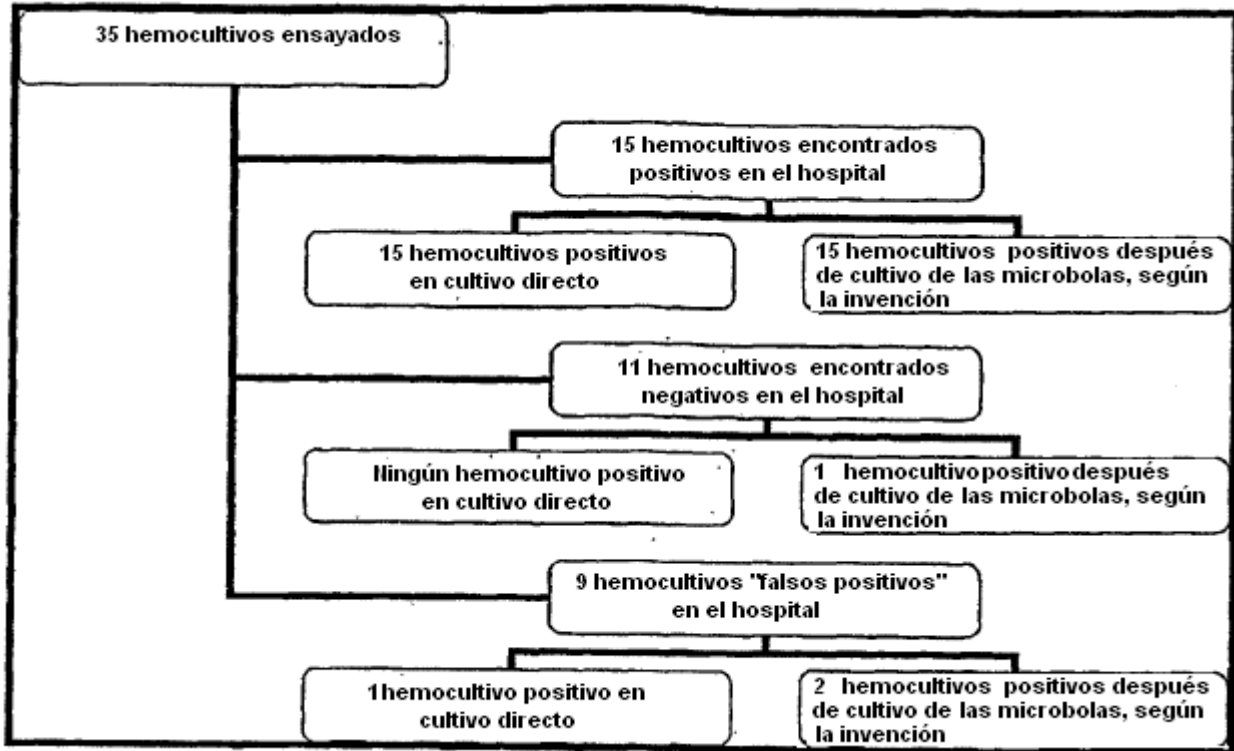 35 hemocultivos ensayados
15 hemocultivos encontrados
positivos en el hospital
15 hemocultivos positivos
en cultivo directo
15 hemocultivos positivos después
de cultivo de las microbolas, según
la invención
11 hemocultivos encontrados
negativos en el hospital
Ningún hemocultivo positivo
en cultivo directo
1 hemocultivo positivo después
de cultivo de las microbolas, según
la invención
9 hemocultivos "falsos positivos"
en el hospital
1 hemocultivo positivo en
cultivo directo
2 hemocultivos positivos después
de cultivo de las microbolas, según
la invención